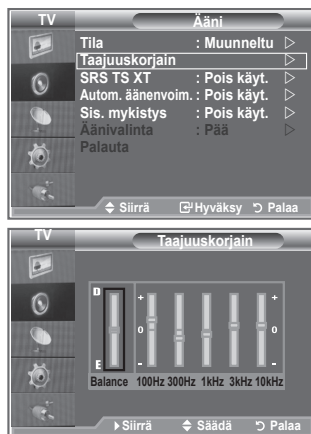 TV Ääni
Tila : Muunneltu
Taajuuskorjain
SRS TS XT : Pois käyt.
Autom. äänenvoim. : Pois käyt.
Sis. mykistys : Pois käyt.
Äänivalinta : Pää
Palauta
Siirrä Hyväksy Palaa
TV Taajuuskorjain
D
+ +
0 0
- -
E
Balance 100Hz 300Hz 1kHz 3kHz 10kHz
Siirrä Säädä Palaa